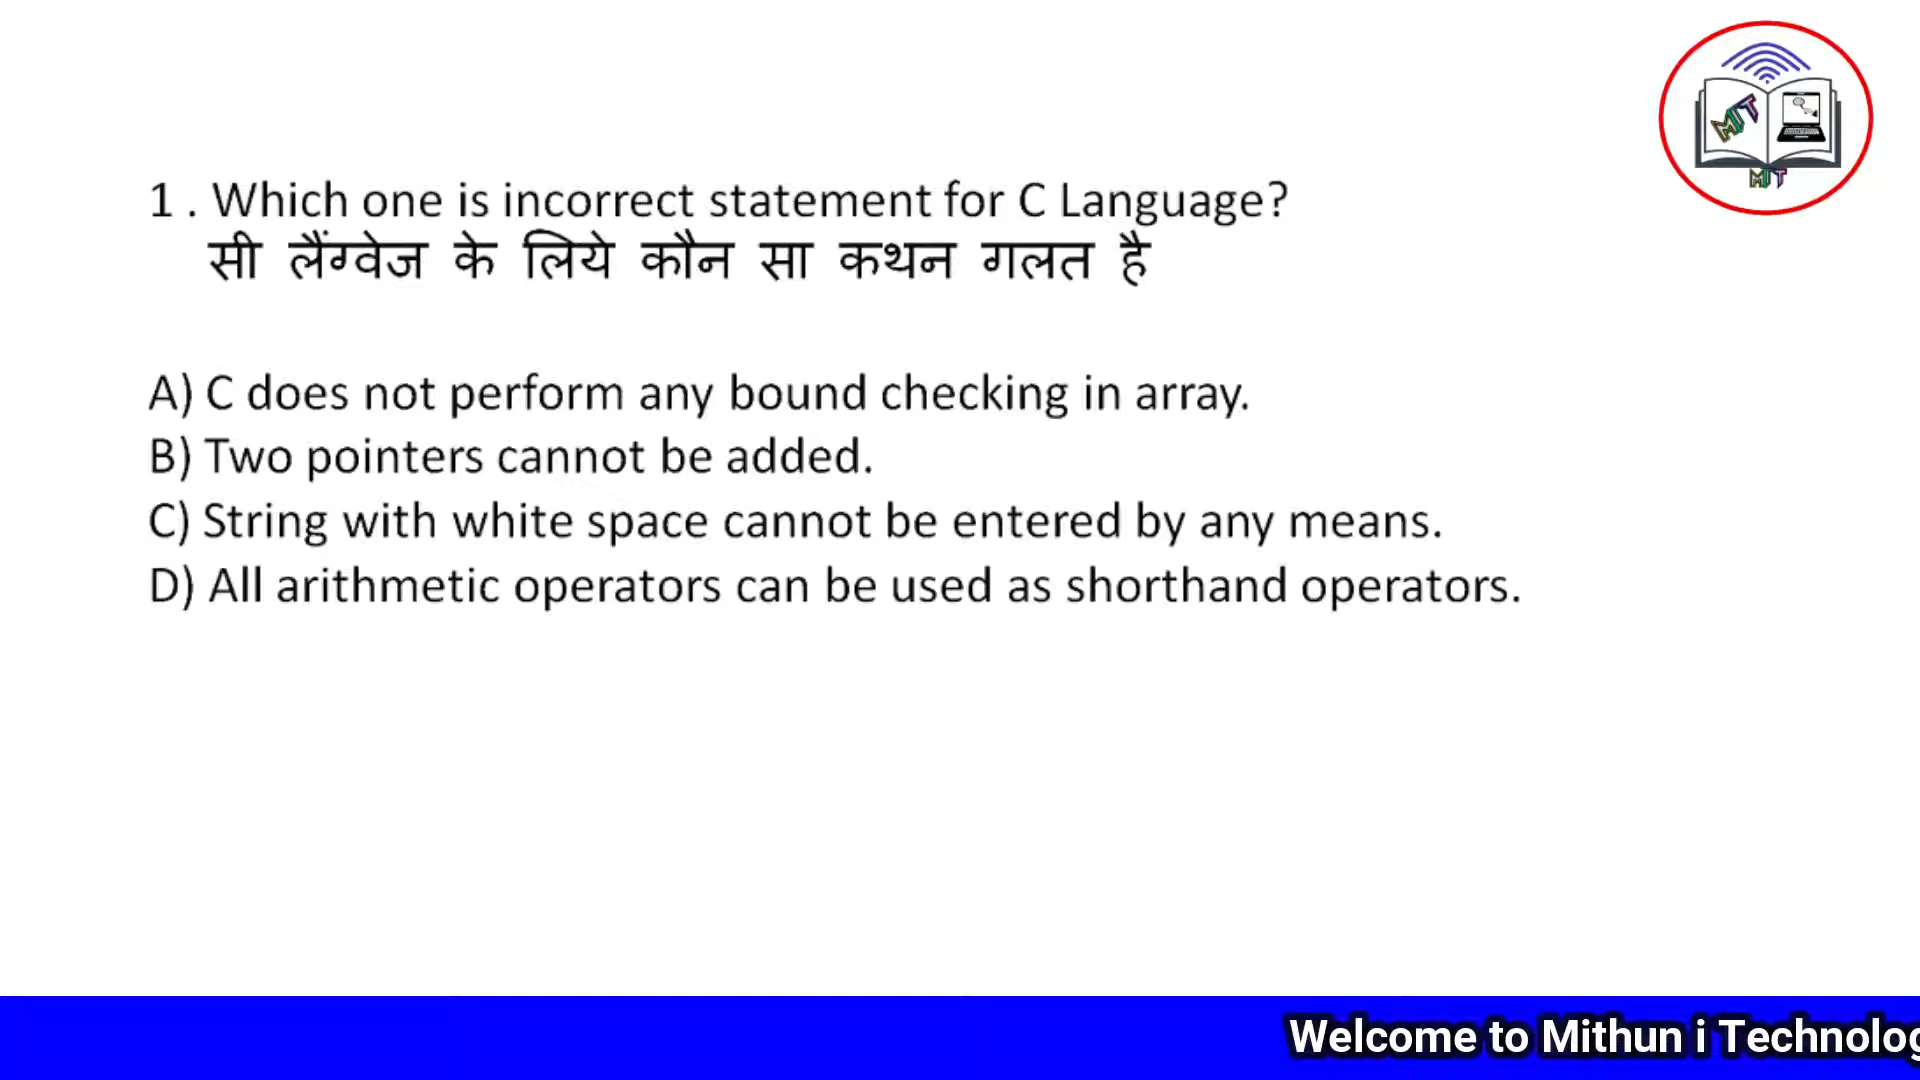 MIT
MIT
1 . Which one is incorrect statement for C Language?
सी लैंग्वेज के लिये कौन सा कथन गलत है
A) C does not perform any bound checking in array.
B) Two pointers cannot be added.
C) String with white space cannot be entered by any means.
D) All arithmetic operators can be used as shorthand operators.
Welcome to Mithun i Technolog